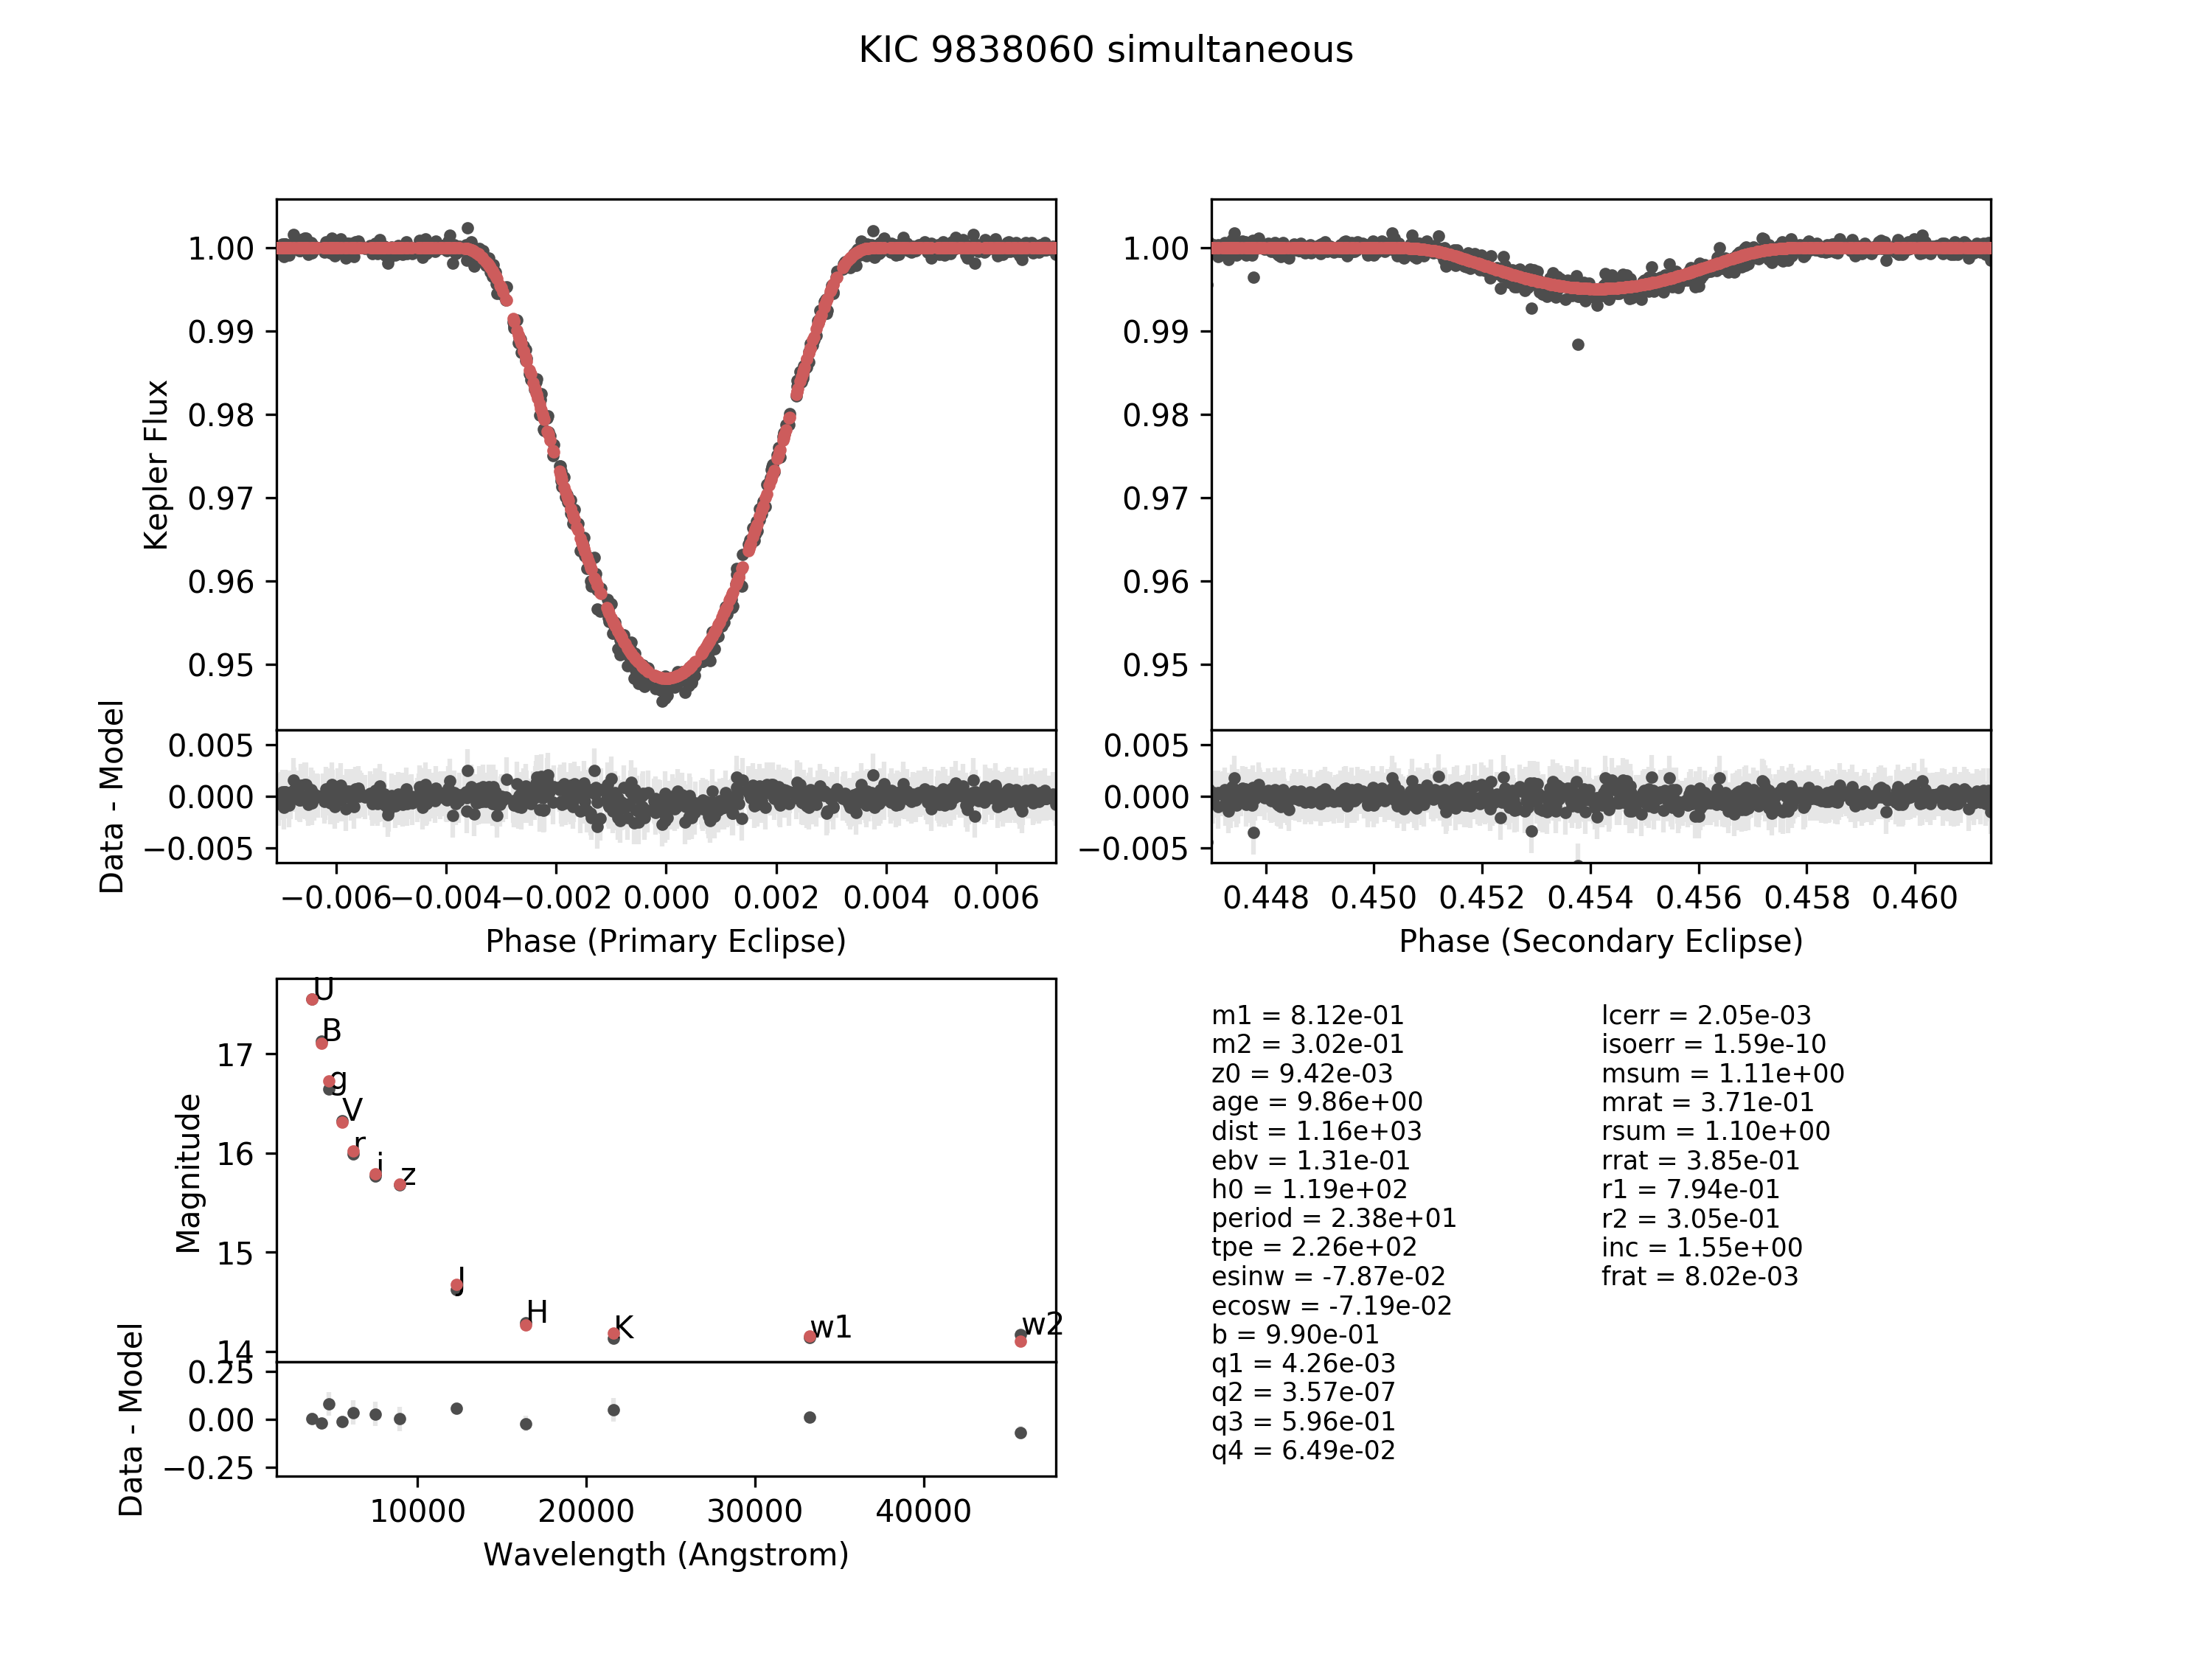 KIC 9838060 simultaneous
Kepler Flux
1.00
0.99
0.98
0.97
0.96
0.95
1.00
0.99
0.98
0.97
0.96
0.95
Data - Model
0.005
0.000
−0.005
0.005
0.000
−0.005
−0.006 −0.004 −0.002 0.000 0.002 0.004 0.006
Phase (Primary Eclipse)
0.448 0.450 0.452 0.454 0.456 0.458 0.460
Phase (Secondary Eclipse)
Magnitude
17
16
15
14
U
B
g
V
r
i
z
J
H
K
w1
w2
Data - Model
0.25
0.00
−0.25
10000 20000 30000 40000
Wavelength (Angstrom)
m1 = 8.12e-01
m2 = 3.02e-01
z0 = 9.42e-03
age = 9.86e+00
dist = 1.16e+03
ebv = 1.31e-01
h0 = 1.19e+02
period = 2.38e+01
tpe = 2.26e+02
esinw = -7.87e-02
ecosw = -7.19e-02
b = 9.90e-01
q1 = 4.26e-03
q2 = 3.57e-07
q3 = 5.96e-01
q4 = 6.49e-02
lcerr = 2.05e-03
isoerr = 1.59e-10
msum = 1.11e+00
mrat = 3.71e-01
rsum = 1.10e+00
rrat = 3.85e-01
r1 = 7.94e-01
r2 = 3.05e-01
inc = 1.55e+00
frat = 8.02e-03